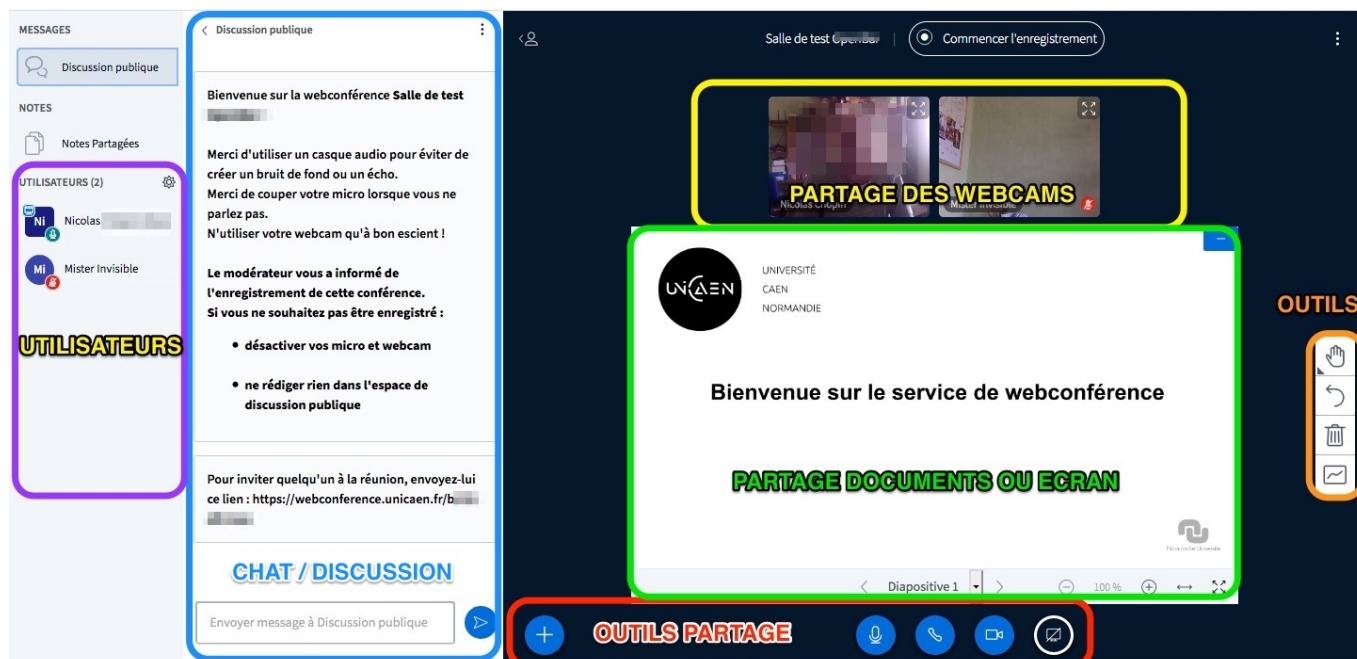 MESSAGES
Discussion publique
NOTES
Notes Partagées
UTILISATEURS (2)
Ni
Nicolas
Mi
Mister Invisible
UTILISATEURS
Discussion publique
Bienvenue sur la webconférence Salle de test
Merci d'utiliser un casque audio pour éviter de
créer un bruit de fond ou un écho.
Merci de couper votre micro lorsque vous ne
parlez pas.
N'utiliser votre webcam qu'à bon escient !
Le modérateur vous a informé de
l'enregistrement de cette conférence.
Si vous ne souhaitez pas être enregistré :
• désactiver vos micro et webcam
• ne rédiger rien dans l'espace de
discussion publique
Pour inviter quelqu'un à la réunion, envoyez-lui
ce lien : https://webconference.unicaen.fr/b
CHAT / DISCUSSION
Envoyer message à Discussion publique
Salle de test
Commencer l'enregistrement
PARTAGE DES WEBCAMS
Mister Invisible
UNICAEN
UNIVERSITÉ
CAEN
NORMANDIE
Bienvenue sur le service de webconférence
PARTAGE DOCUMENTS OU ECRAN
Normandie Université
Diapositive 1
100 %
OUTILS PARTAGE
OUTILS